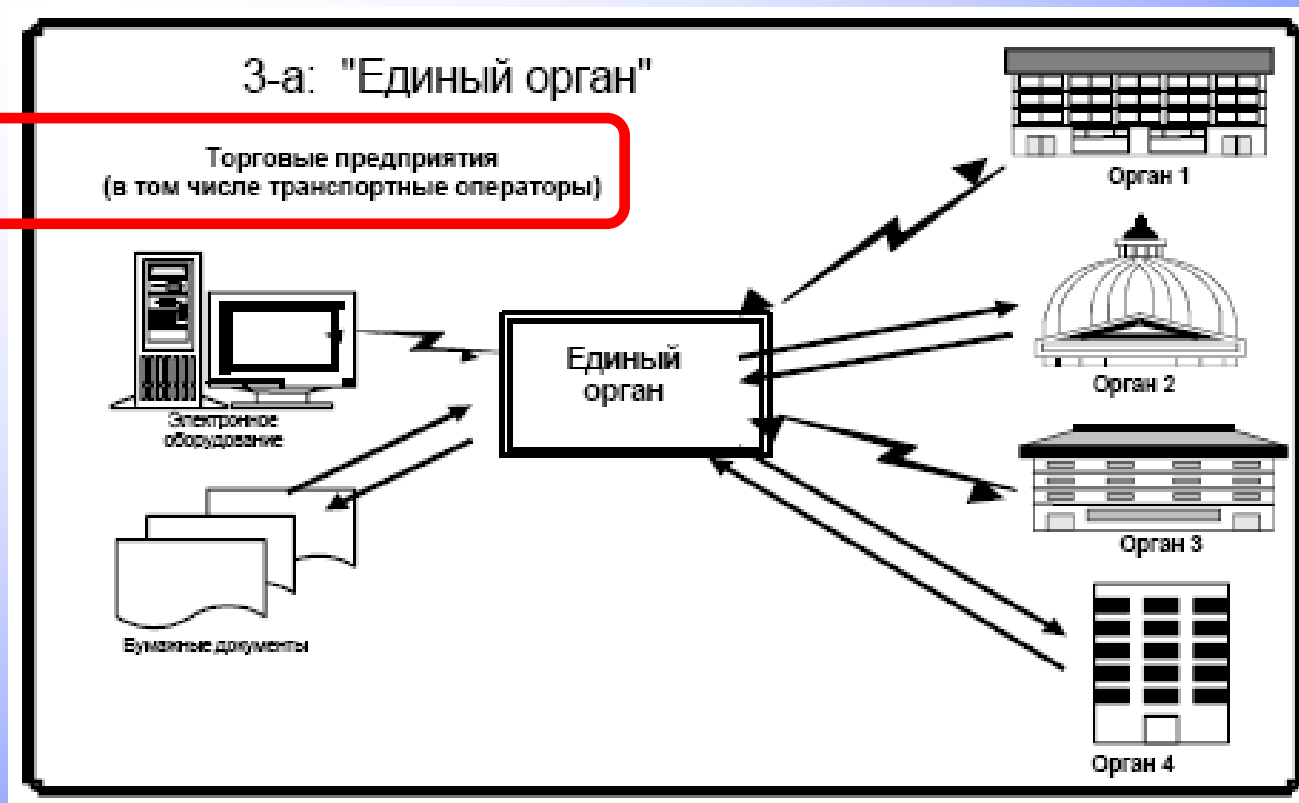 3-а: "Единый орган"
Торговые предприятия
(в том числе транспортные операторы)
Орган 1
Единый
орган
Орган 2
Электронное
оборудование
Орган 3
Бумажные документы
Орган 4